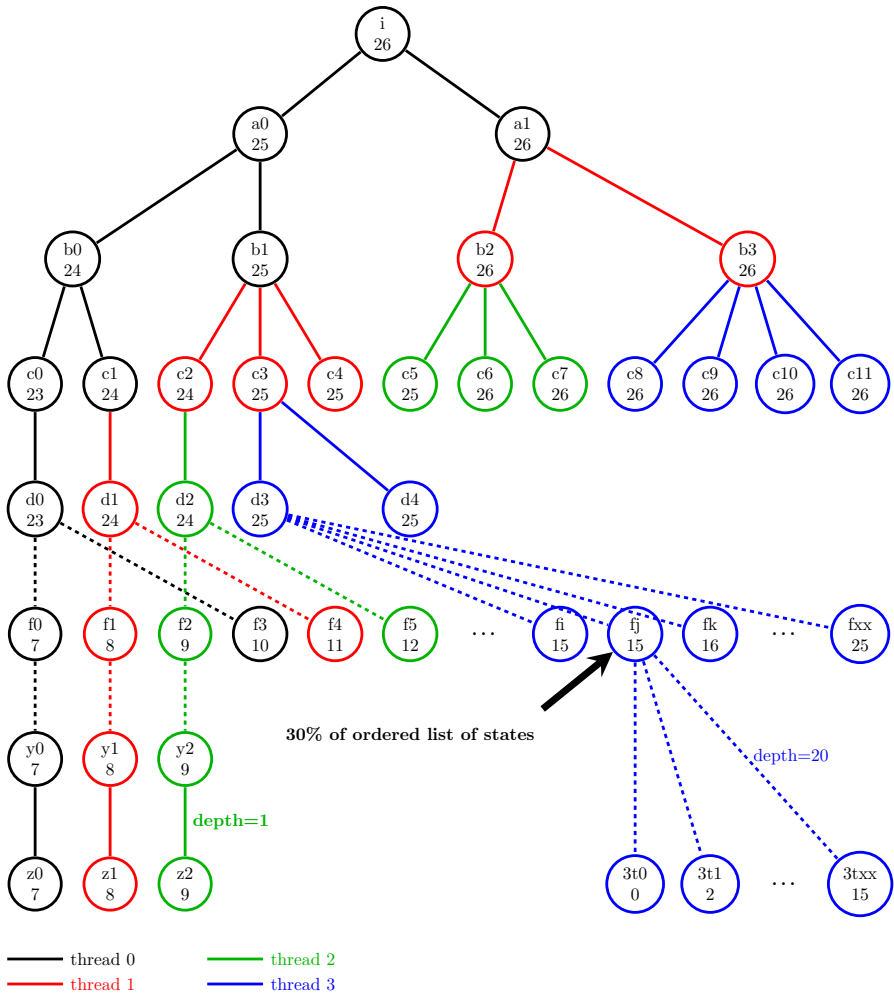 i
26
a0
25
a1
26
b0
24
b1
25
b2
26
b3
26
c0
23
c1
24
c2
24
c3
25
c4
25
c5
25
c6
26
c7
26
c8
26
c9
26
c10
26
c11
26
d0
23
d1
24
d2
24
d3
25
d4
25
f0
7
f1
8
f2
9
f3
10
f4
11
f5
12
...
fi
15
fj
15
fk
16
...
fxx
25
30% of ordered list of states
y0
7
y1
8
y2
9
depth=20
depth=1
z0
7
z1
8
z2
9
3t0
0
3t1
2
...
3txx
15
thread 0
thread 2
thread 1
thread 3